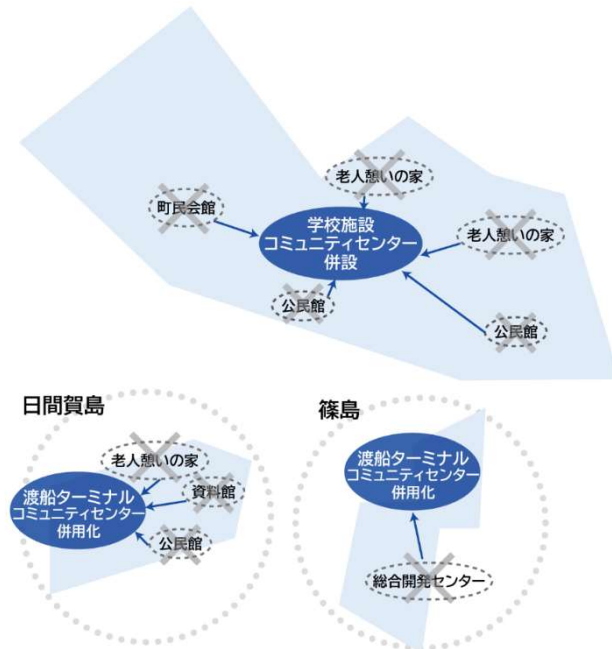 老人憩いの家
町民会館
学校施設
コミュニティセンター
併設
老人憩いの家
公民館
公民館
日間賀島
老人憩いの家
資料館
渡船ターミナル
コミュニティセンター
併用化
公民館
篠島
渡船ターミナル
コミュニティセンター
併用化
総合開発センター